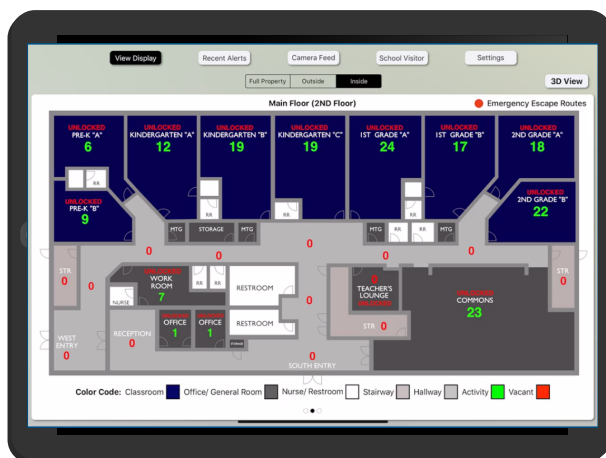 View Display
Recent Alerts
Camera Feed
School Visitor
Settings
Full Property
Outside
Inside
3D View
Main Floor (2ND Floor)
Emergency Escape Routes
UNLOCKED
PRE-K "A"
6
UNLOCKED
KINDERGARTEN "A"
12
UNLOCKED
KINDERGARTEN "B"
19
UNLOCKED
KINDERGARTEN "C"
19
UNLOCKED
1ST GRADE "A"
24
UNLOCKED
1ST GRADE "B"
17
UNLOCKED
2ND GRADE "A"
18
RR
UNLOCKED
PRE-K "B"
9
RR
RR
RR
UNLOCKED
2ND GRADE "B"
22
MTG
STORAGE
MTG
MTG
RR
RR
MTG
0
0
0
0
0
STR
0
0
WORK
ROOM
7
RR
RR
RESTROOM
0
0
TEACHER'S
LOUNGE
UNLOCKED
UNLOCKED
COMMONS
23
STR
0
NURSE
OFFICE
1
OFFICE
1
RESTROOM
STR 0
WEST
ENTRY
0
RECEPTION
0
0
SOUTH ENTRY
Color Code: Classroom Office/ General Room Nurse/ Restroom Stairway Hallway Activity Vacant